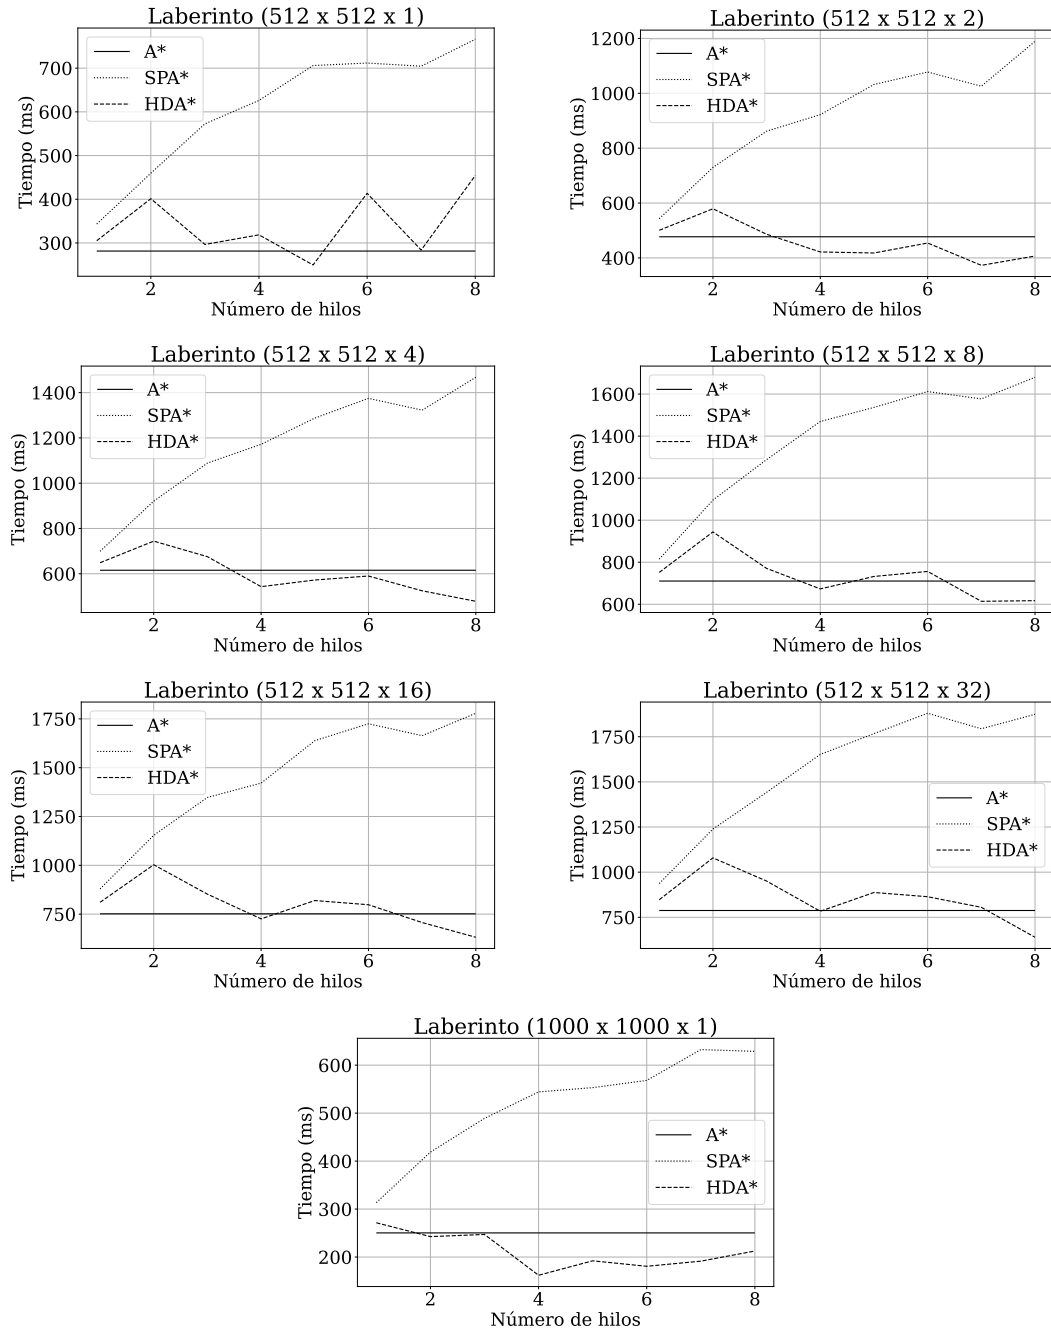 Laberinto (512 x 512 x 1)
A*
SPA*
HDA*
Tiempo (ms)
700
600
500
400
300
2 4 6 8
Número de hilos
Laberinto (512 x 512 x 2)
A*
SPA*
HDA*
Tiempo (ms)
1200
1000
800
600
400
2 4 6 8
Número de hilos
Laberinto (512 x 512 x 4)
A*
SPA*
HDA*
Tiempo (ms)
1400
1200
1000
800
600
2 4 6 8
Número de hilos
Laberinto (512 x 512 x 8)
A*
SPA*
HDA*
Tiempo (ms)
1600
1400
1200
1000
800
600
2 4 6 8
Número de hilos
Laberinto (512 x 512 x 16)
A*
SPA*
HDA*
Tiempo (ms)
1750
1500
1250
1000
750
2 4 6 8
Número de hilos
Laberinto (512 x 512 x 32)
A*
SPA*
HDA*
Tiempo (ms)
1750
1500
1250
1000
750
2 4 6 8
Número de hilos
Laberinto (1000 x 1000 x 1)
A*
SPA*
HDA*
Tiempo (ms)
600
500
400
300
200
2 4 6 8
Número de hilos